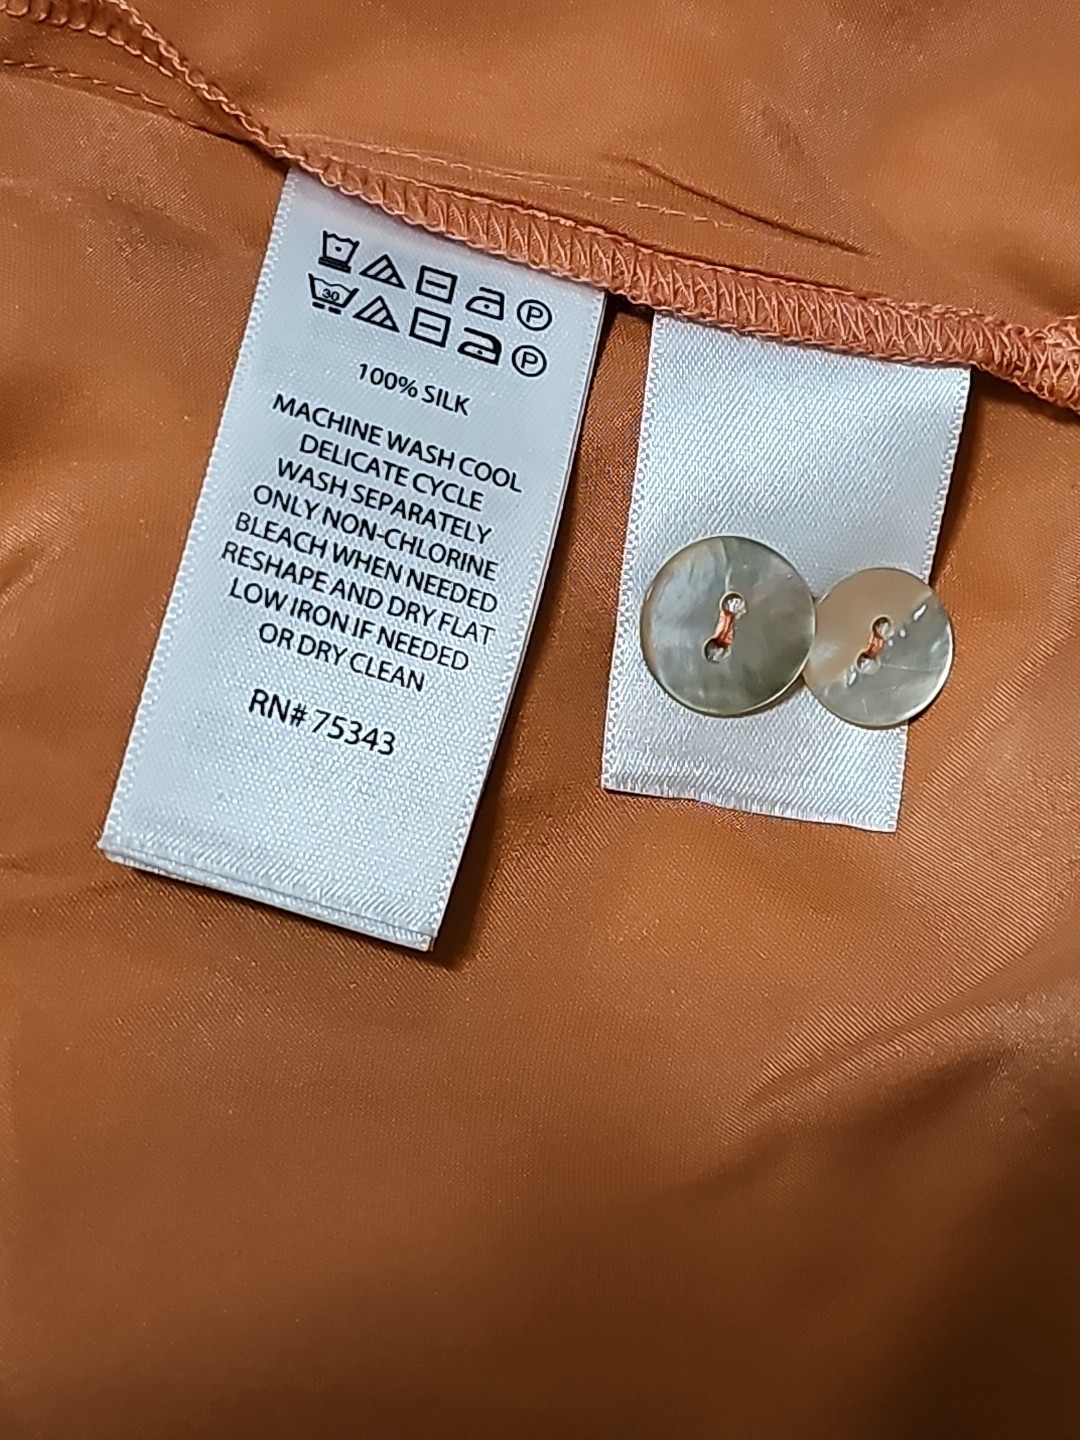 P
30 P
100% SILK
MACHINE WASH COOL
DELICATE CYCLE
WASH SEPARATELY
ONLY NON-CHLORINE
BLEACH WHEN NEEDED
RESHAPE AND DRY FLAT
LOW IRON IF NEEDED
OR DRY CLEAN
RN# 75343